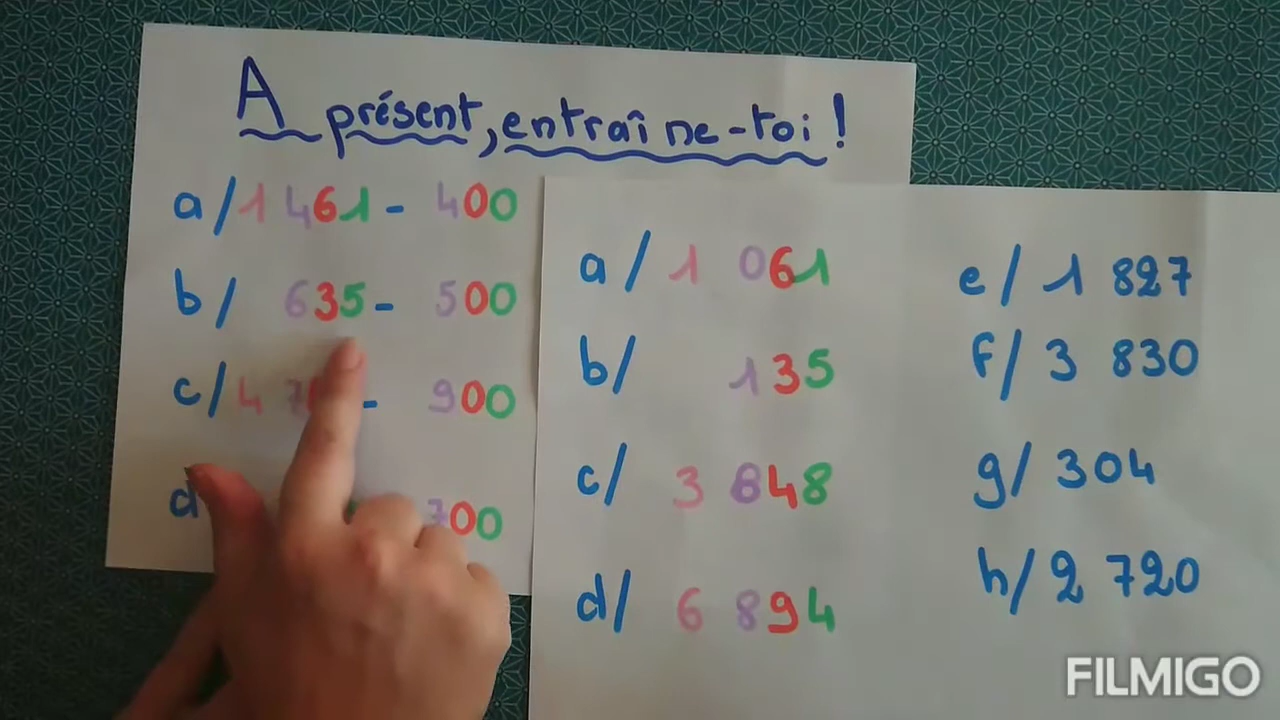 A présent, entraîne-toi !
a/ 1 461 - 400
b/ 635 - 500
c/ 4 - 900
d 700
a/ 1 061
b/ 135
c/ 3 848
d/ 6 894
e/ 1 827
f/ 3 830
g/ 304
h/ 2 720
FILMIGO